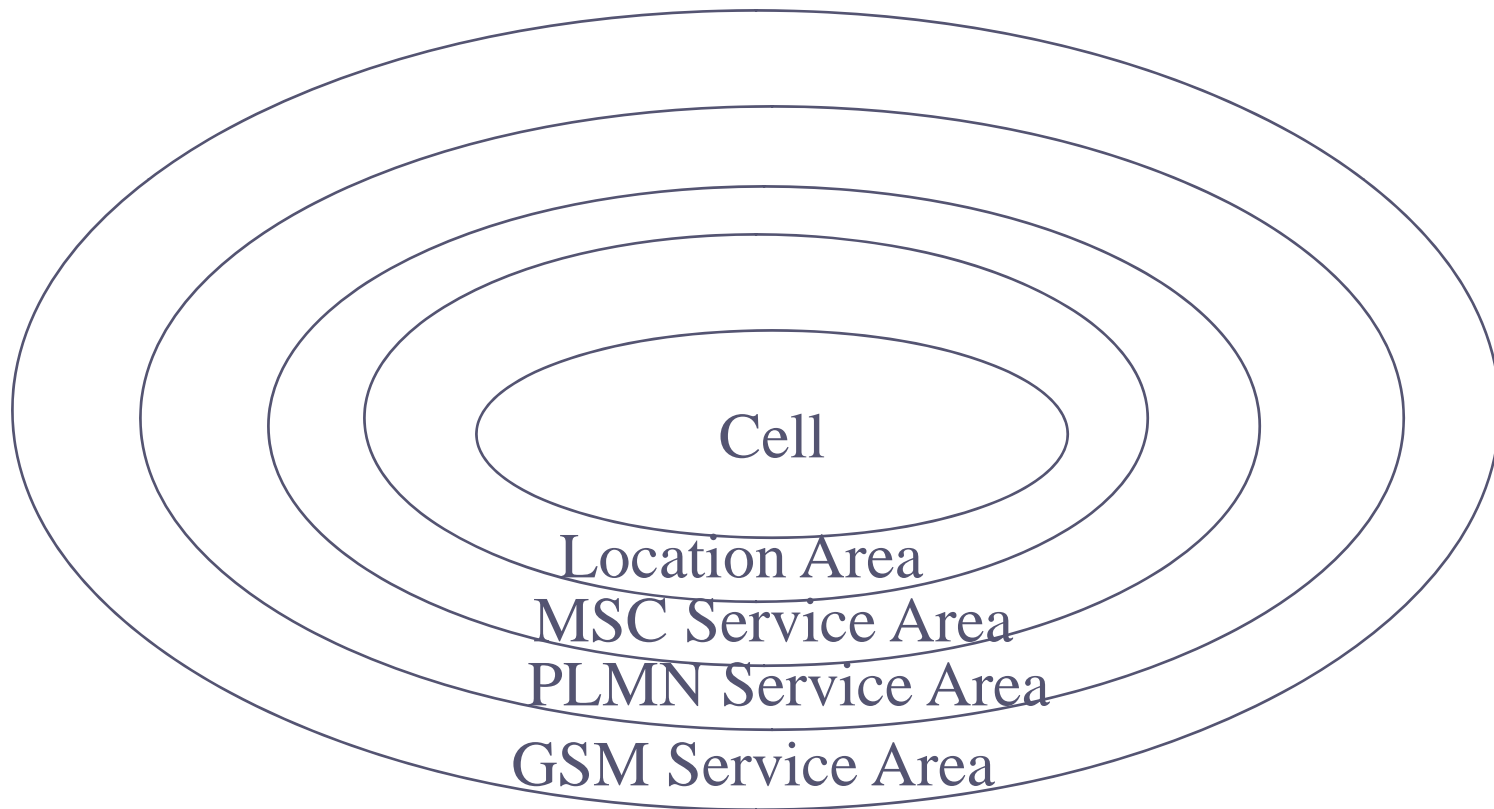 Cell
Location Area
MSC Service Area
PLMN Service Area
GSM Service Area